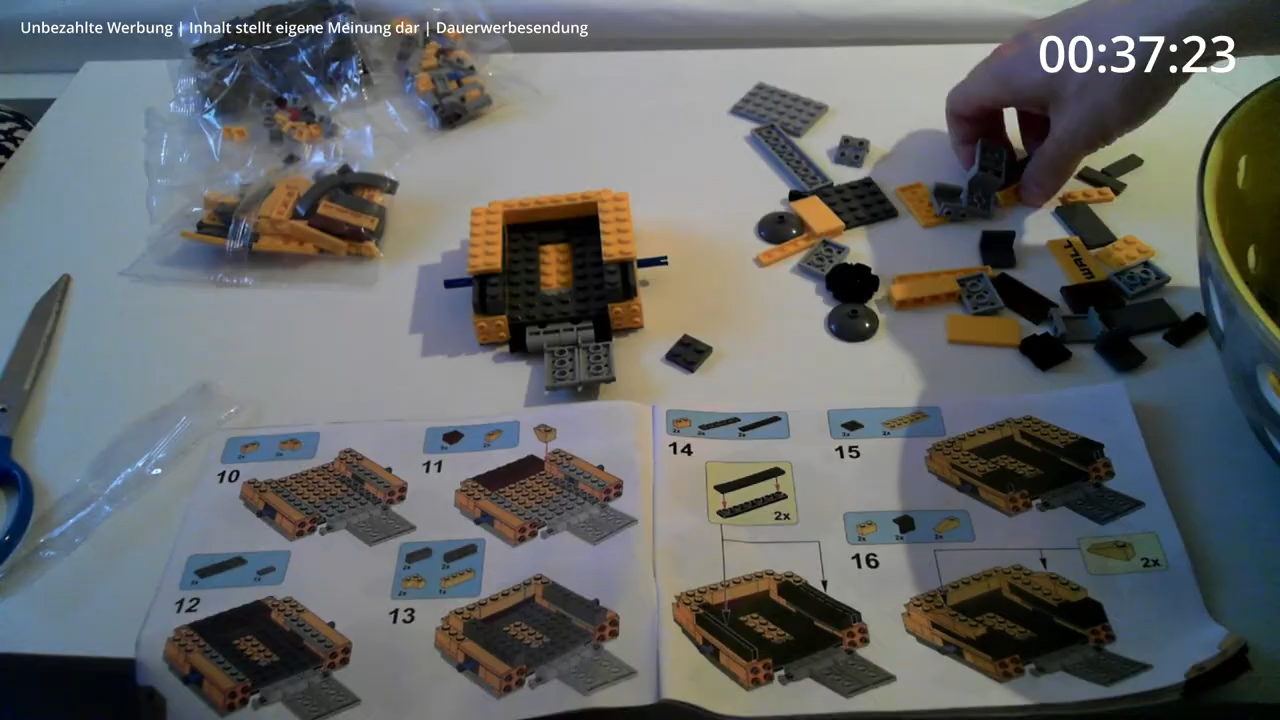 Unbezahlte Werbung | Inhalt stellt eigene Meinung dar | Dauerwerbesendung
00:37:23
WALL
10
11
14
15
2x
16
2x
12
13